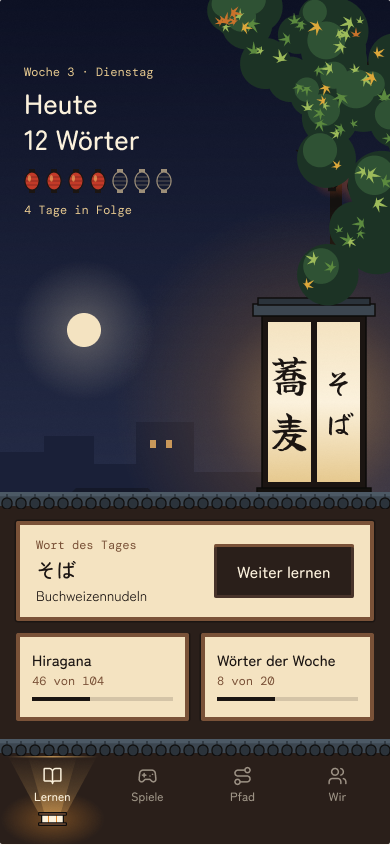 Woche 3 · Dienstag
Heute
12 Wörter
4 Tage in Folge
蕎麦
そば
Wort des Tages
そば
Buchweizennudeln
Weiter lernen
Hiragana
46 von 104
Wörter der Woche
8 von 20
Lernen
Spiele
Pfad
Wir